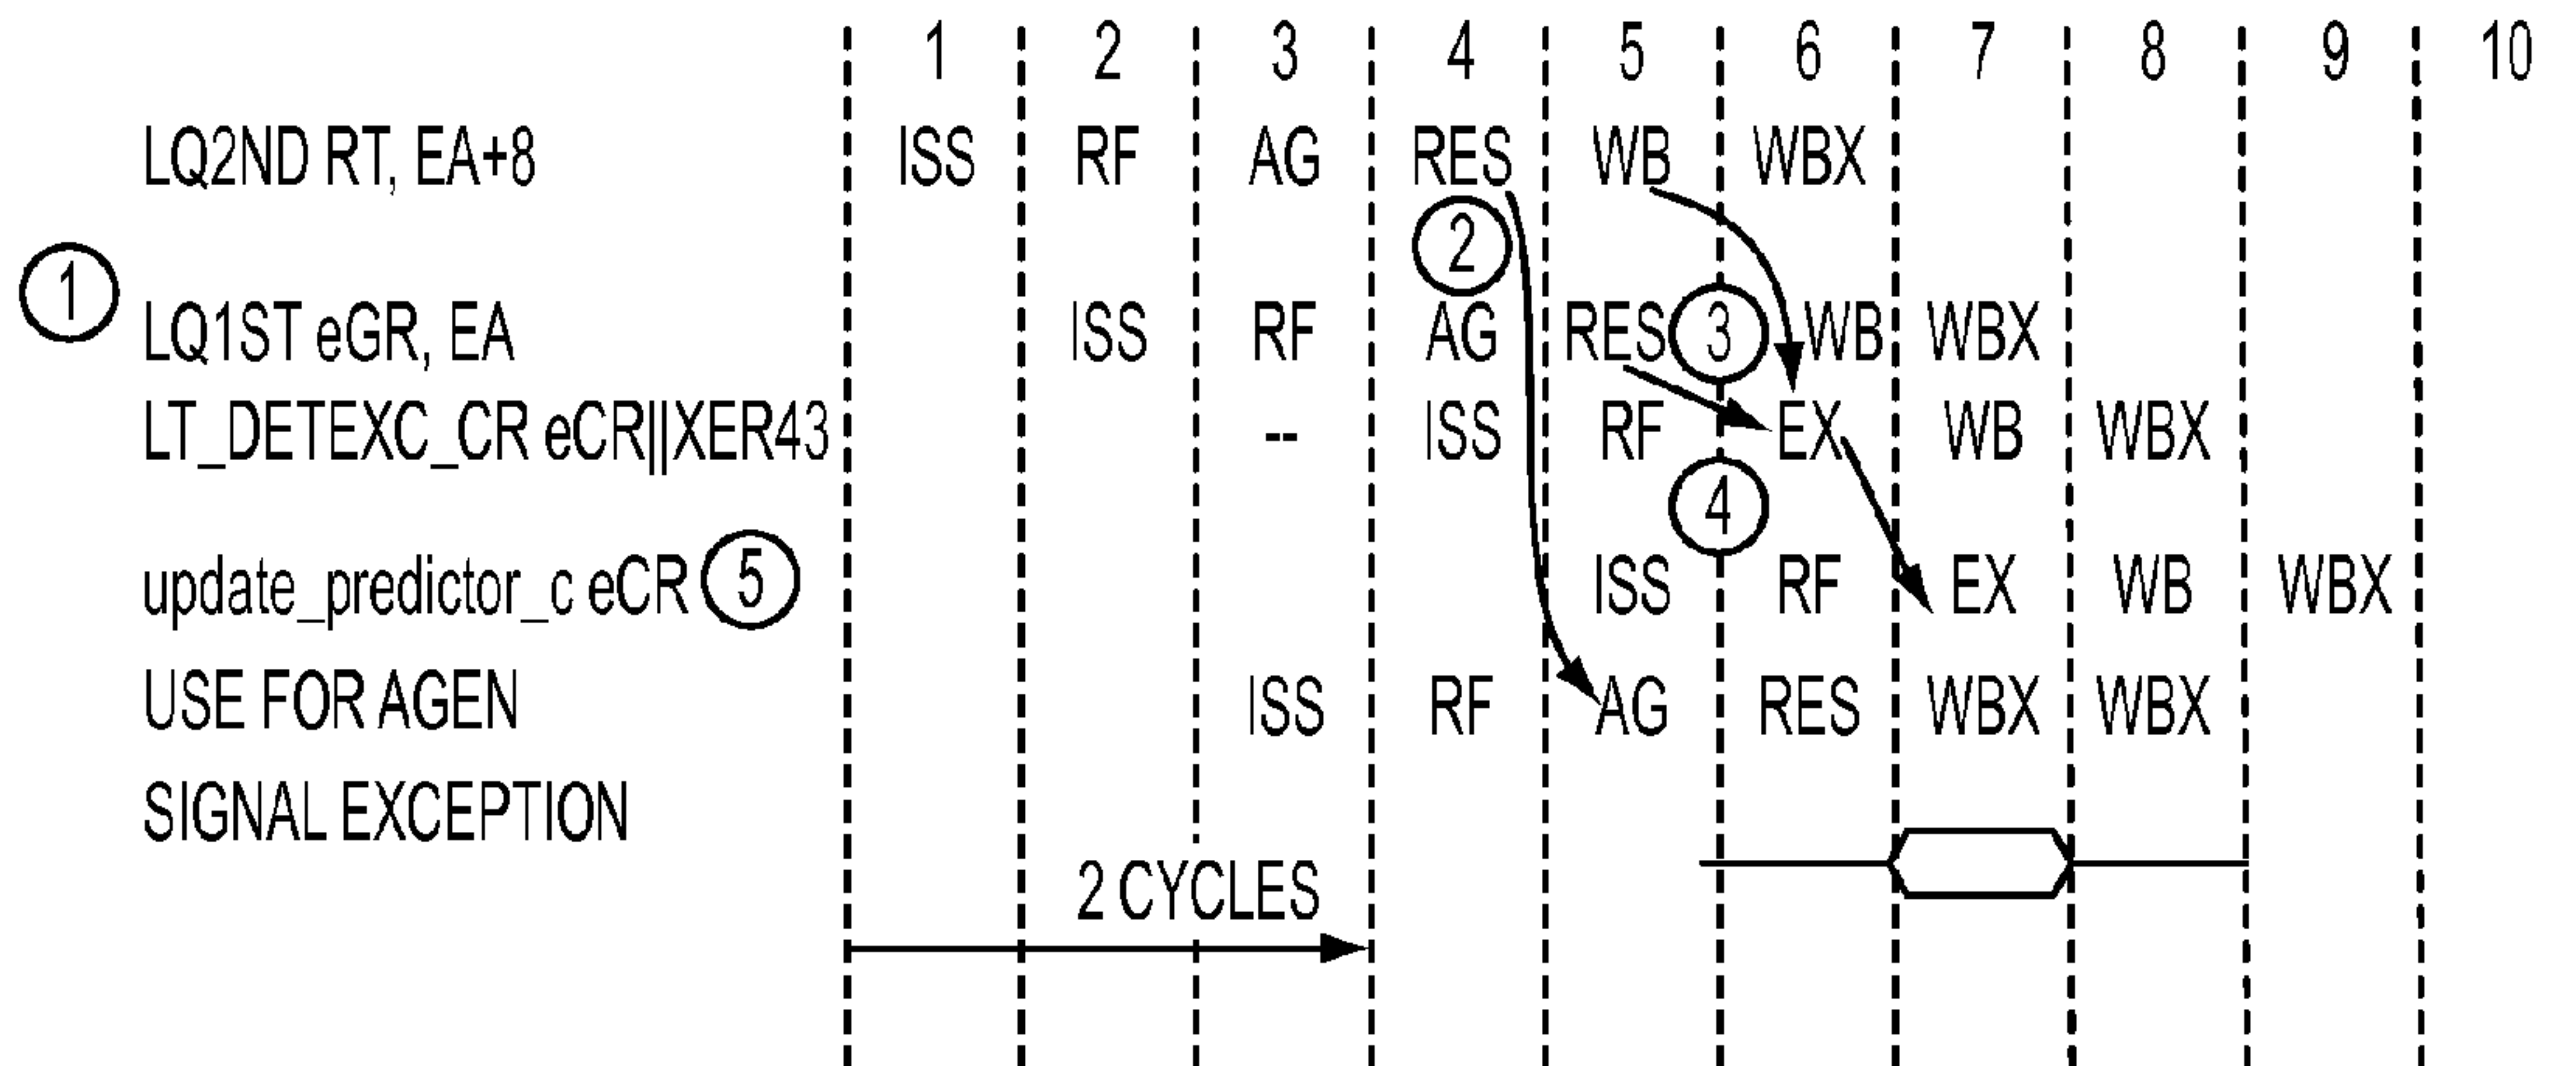 1 2 3 4 5 6 7 8 9 10
LQ2ND RT, EA+8 ISS RF AG RES WB WBX
2
1
LQ1ST eGR, EA ISS RF AG RES 3 WB WBX
LT_DETEXC_CR eCR||XER43 -- ISS RF EX WB WBX
4
update_predictor_c eCR 5 ISS RF EX WB WBX
USE FOR AGEN ISS RF AG RES WBX WBX
SIGNAL EXCEPTION
2 CYCLES